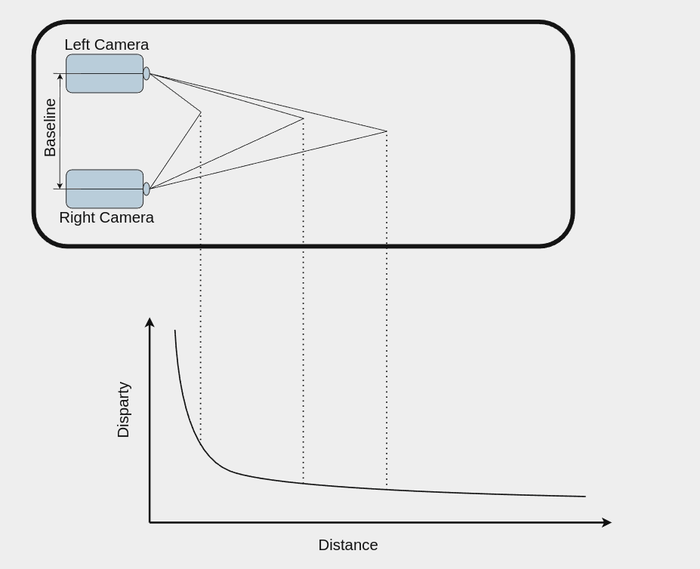 Left Camera
Baseline
Right Camera
Disparty
Distance